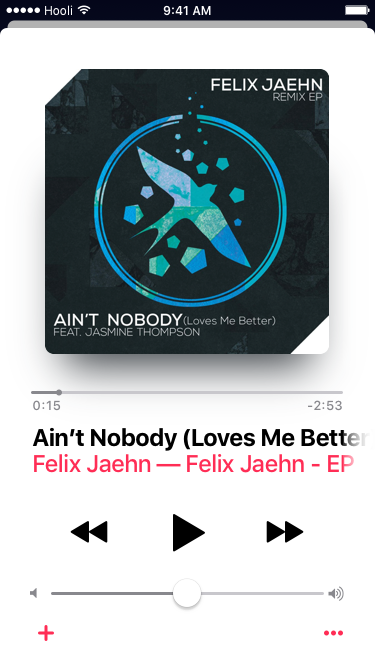 Hooli
9:41 AM
FELIX JAEHN
REMIX EP
AIN'T NOBODY (Loves Me Better)
FEAT. JASMINE THOMPSON
0:15
-2:53
Ain’t Nobody (Loves Me Better
Felix Jaehn — Felix Jaehn - EP